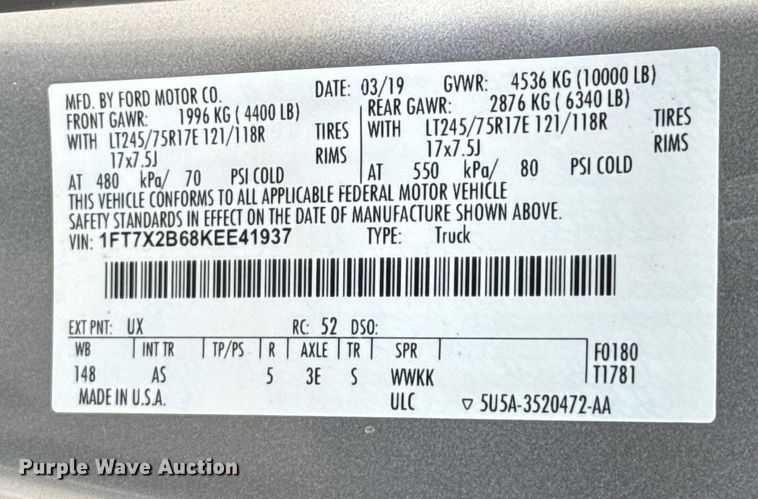 MFD. BY FORD MOTOR CO. DATE: 03/19 GVWR: 4536 KG (10000 LB)
FRONT GAWR: 1996 KG (4400 LB) REAR GAWR: 2876 KG (6340 LB)
WITH LT245/75R17E 121/118R TIRES WITH LT245/75R17E 121/118R TIRES
17x7.5J RIMS 17x7.5J RIMS
AT 480 kPa/ 70 PSI COLD AT 550 kPa/ 80 PSI COLD
THIS VEHICLE CONFORMS TO ALL APPLICABLE FEDERAL MOTOR VEHICLE
SAFETY STANDARDS IN EFFECT ON THE DATE OF MANUFACTURE SHOWN ABOVE.
VIN: 1FT7X2B68KEE41937 TYPE: Truck
EXT PNT: UX RC: 52 DSO:
WB INT TR TP/PS R AXLE TR SPR F0180
148 AS 5 3E S WWKK T1781
MADE IN U.S.A. ULC ▽ 5U5A-3520472-AA
Purple Wave Auction